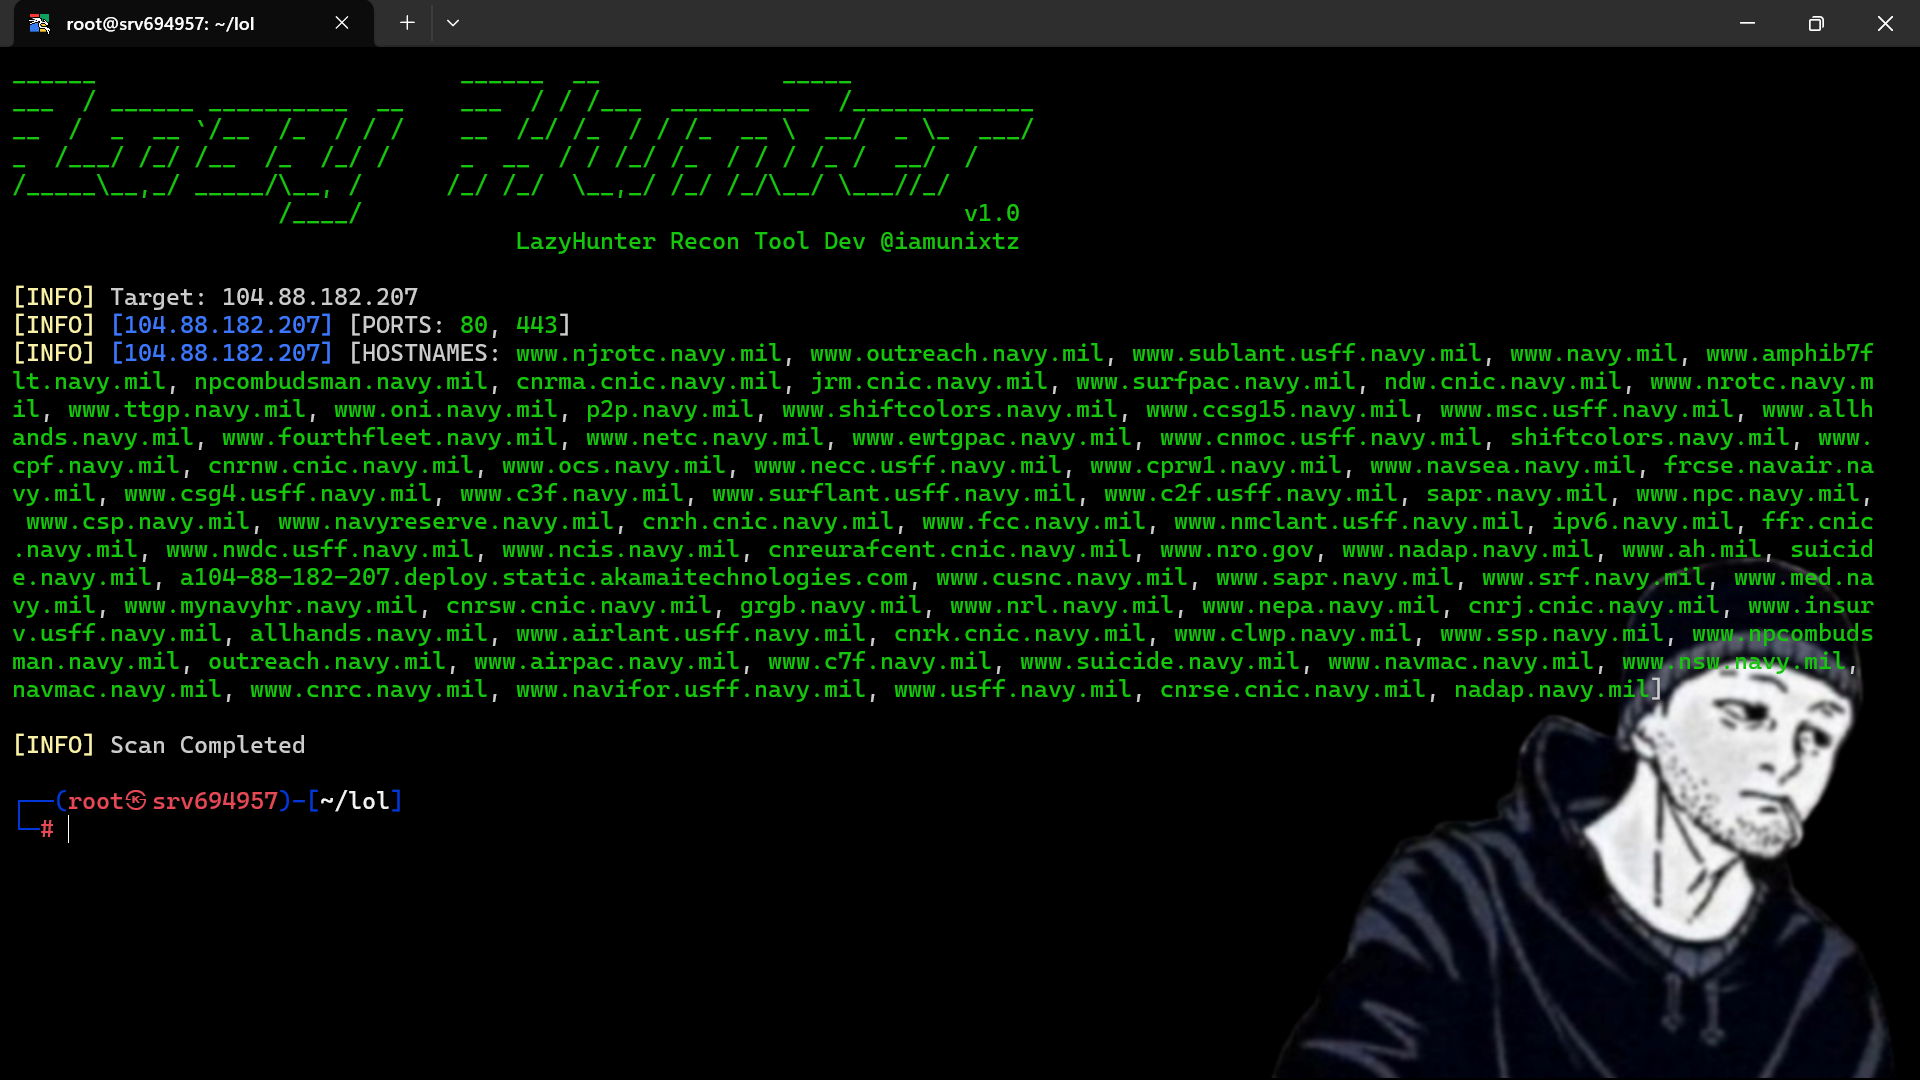 root@srv694957: ~/lol
Lazy Hunter
v1.0
LazyHunter Recon Tool Dev @iamunixtz
[INFO] Target: 104.88.182.207
[INFO] [104.88.182.207] [PORTS: 80, 443]
[INFO] [104.88.182.207] [HOSTNAMES: www.njrotc.navy.mil, www.outreach.navy.mil, www.sublant.usff.navy.mil, www.navy.mil, www.amphib7f
lt.navy.mil, npcombudsman.navy.mil, cnrma.cnic.navy.mil, jrm.cnic.navy.mil, www.surfpac.navy.mil, ndw.cnic.navy.mil, www.nrotc.navy.m
il, www.ttgp.navy.mil, www.oni.navy.mil, p2p.navy.mil, www.shiftcolors.navy.mil, www.ccsg15.navy.mil, www.msc.usff.navy.mil, www.allh
ands.navy.mil, www.fourthfleet.navy.mil, www.netc.navy.mil, www.ewtgpac.navy.mil, www.cnmoc.usff.navy.mil, shiftcolors.navy.mil, www.
cpf.navy.mil, cnrnw.cnic.navy.mil, www.ocs.navy.mil, www.necc.usff.navy.mil, www.cprw1.navy.mil, www.navsea.navy.mil, frcse.navair.na
vy.mil, www.csg4.usff.navy.mil, www.c3f.navy.mil, www.surflant.usff.navy.mil, www.c2f.usff.navy.mil, sapr.navy.mil, www.npc.navy.mil,
www.csp.navy.mil, www.navyreserve.navy.mil, cnrh.cnic.navy.mil, www.fcc.navy.mil, www.nmclant.usff.navy.mil, ipv6.navy.mil, ffr.cnic
.navy.mil, www.nwdc.usff.navy.mil, www.ncis.navy.mil, cnreurafcent.cnic.navy.mil, www.nro.gov, www.nadap.navy.mil, www.ah.mil, suicid
e.navy.mil, a104-88-182-207.deploy.static.akamaitechnologies.com, www.cusnc.navy.mil, www.sapr.navy.mil, www.srf.navy.mil, www.med.na
vy.mil, www.mynavyhr.navy.mil, cnrsw.cnic.navy.mil, grgb.navy.mil, www.nrl.navy.mil, www.nepa.navy.mil, cnrj.cnic.navy.mil, www.insur
v.usff.navy.mil, allhands.navy.mil, www.airlant.usff.navy.mil, cnrk.cnic.navy.mil, www.clwp.navy.mil, www.ssp.navy.mil, www.npcombuds
man.navy.mil, outreach.navy.mil, www.airpac.navy.mil, www.c7f.navy.mil, www.suicide.navy.mil, www.navmac.navy.mil, www.nsw.navy.mil,
navmac.navy.mil, www.cnrc.navy.mil, www.navifor.usff.navy.mil, www.usff.navy.mil, cnrse.cnic.navy.mil, nadap.navy.mil]
[INFO] Scan Completed
┌──(root㉿srv694957)-[~/lol]
└─#